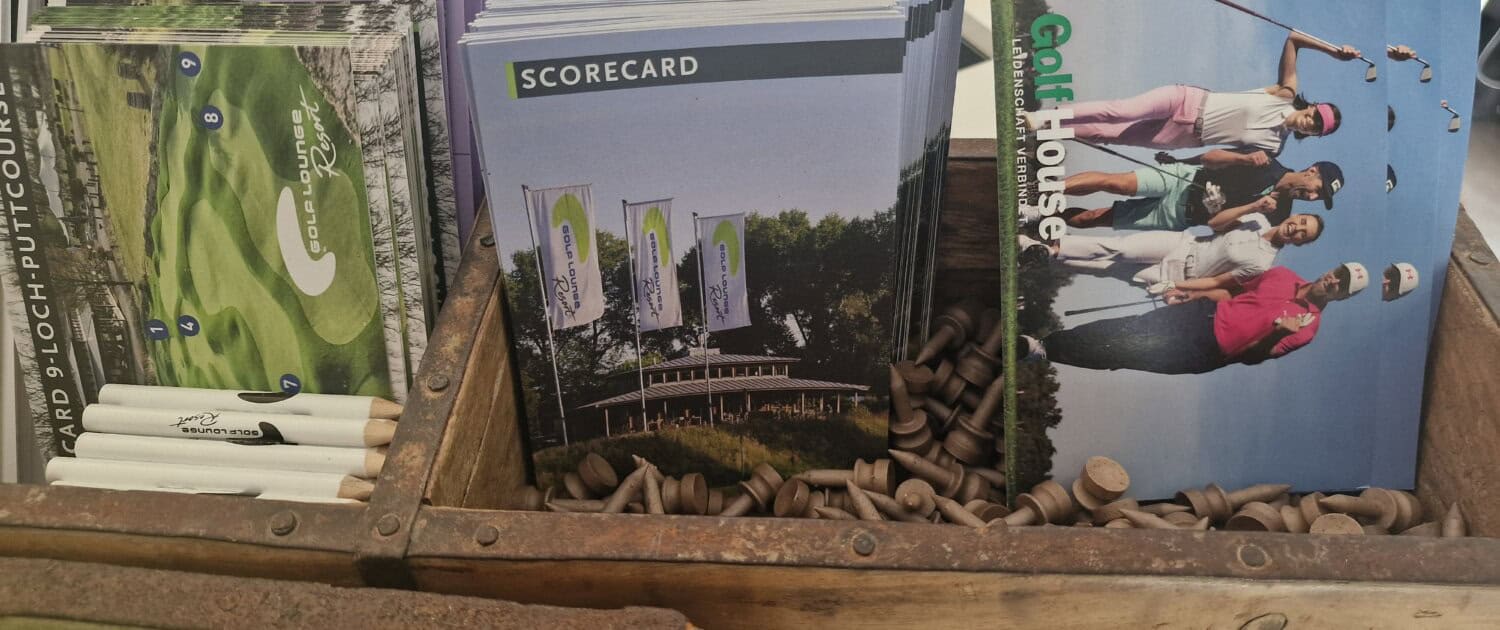 CARD 9-LOCH-PUTTCOURSE
9
8
GOLF LOUNGE
Resort
1
4
7
GOLF LOUNGE
Resort
SCORECARD
GOLF LOUNGE
Resort
GOLF LOUNGE
Resort
GOLF LOUNGE
Resort
Golf House
LEIDENSCHAFT VERBINDET